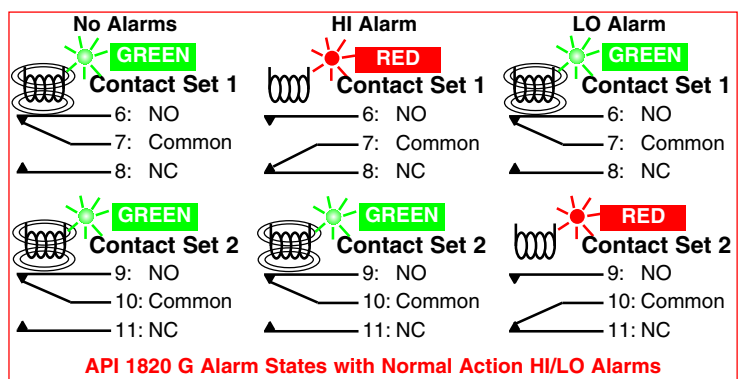 No Alarms
HI Alarm
LO Alarm
GREEN
RED
GREEN
Contact Set 1
Contact Set 1
Contact Set 1
6: NO
6: NO
6: NO
7: Common
7: Common
7: Common
8: NC
8: NC
8: NC
GREEN
GREEN
RED
Contact Set 2
Contact Set 2
Contact Set 2
9: NO
9: NO
9: NO
10: Common
10: Common
10: Common
11: NC
11: NC
11: NC
API 1820 G Alarm States with Normal Action HI/LO Alarms